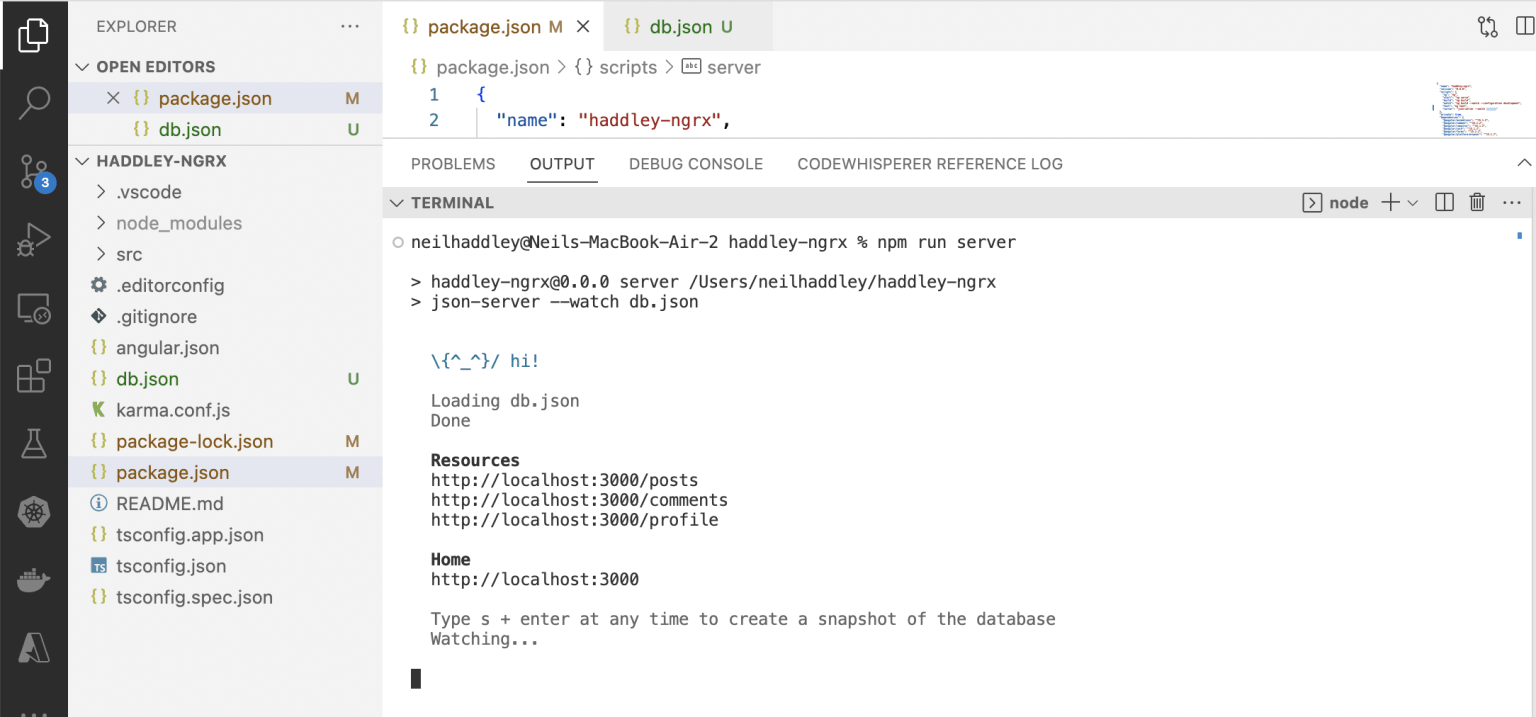 EXPLORER
OPEN EDITORS
package.json M
db.json U
HADDLEY-NGRX
.vscode
node_modules
src
.editorconfig
.gitignore
angular.json
db.json U
karma.conf.js
package-lock.json M
package.json M
README.md
tsconfig.app.json
TS tsconfig.json
tsconfig.spec.json
3
package.json M
db.json U
{} package.json > {} scripts > abc server
1 {
2 "name": "haddley-ngrx",
PROBLEMS OUTPUT DEBUG CONSOLE CODEWHISPERER REFERENCE LOG
TERMINAL
node
neilhaddley@Neils-MacBook-Air-2 haddley-ngrx % npm run server
> haddley-ngrx@0.0.0 server /Users/neilhaddley/haddley-ngrx
> json-server --watch db.json
\{^_^}/ hi!
Loading db.json
Done
Resources
http://localhost:3000/posts
http://localhost:3000/comments
http://localhost:3000/profile
Home
http://localhost:3000
Type s + enter at any time to create a snapshot of the database
Watching...